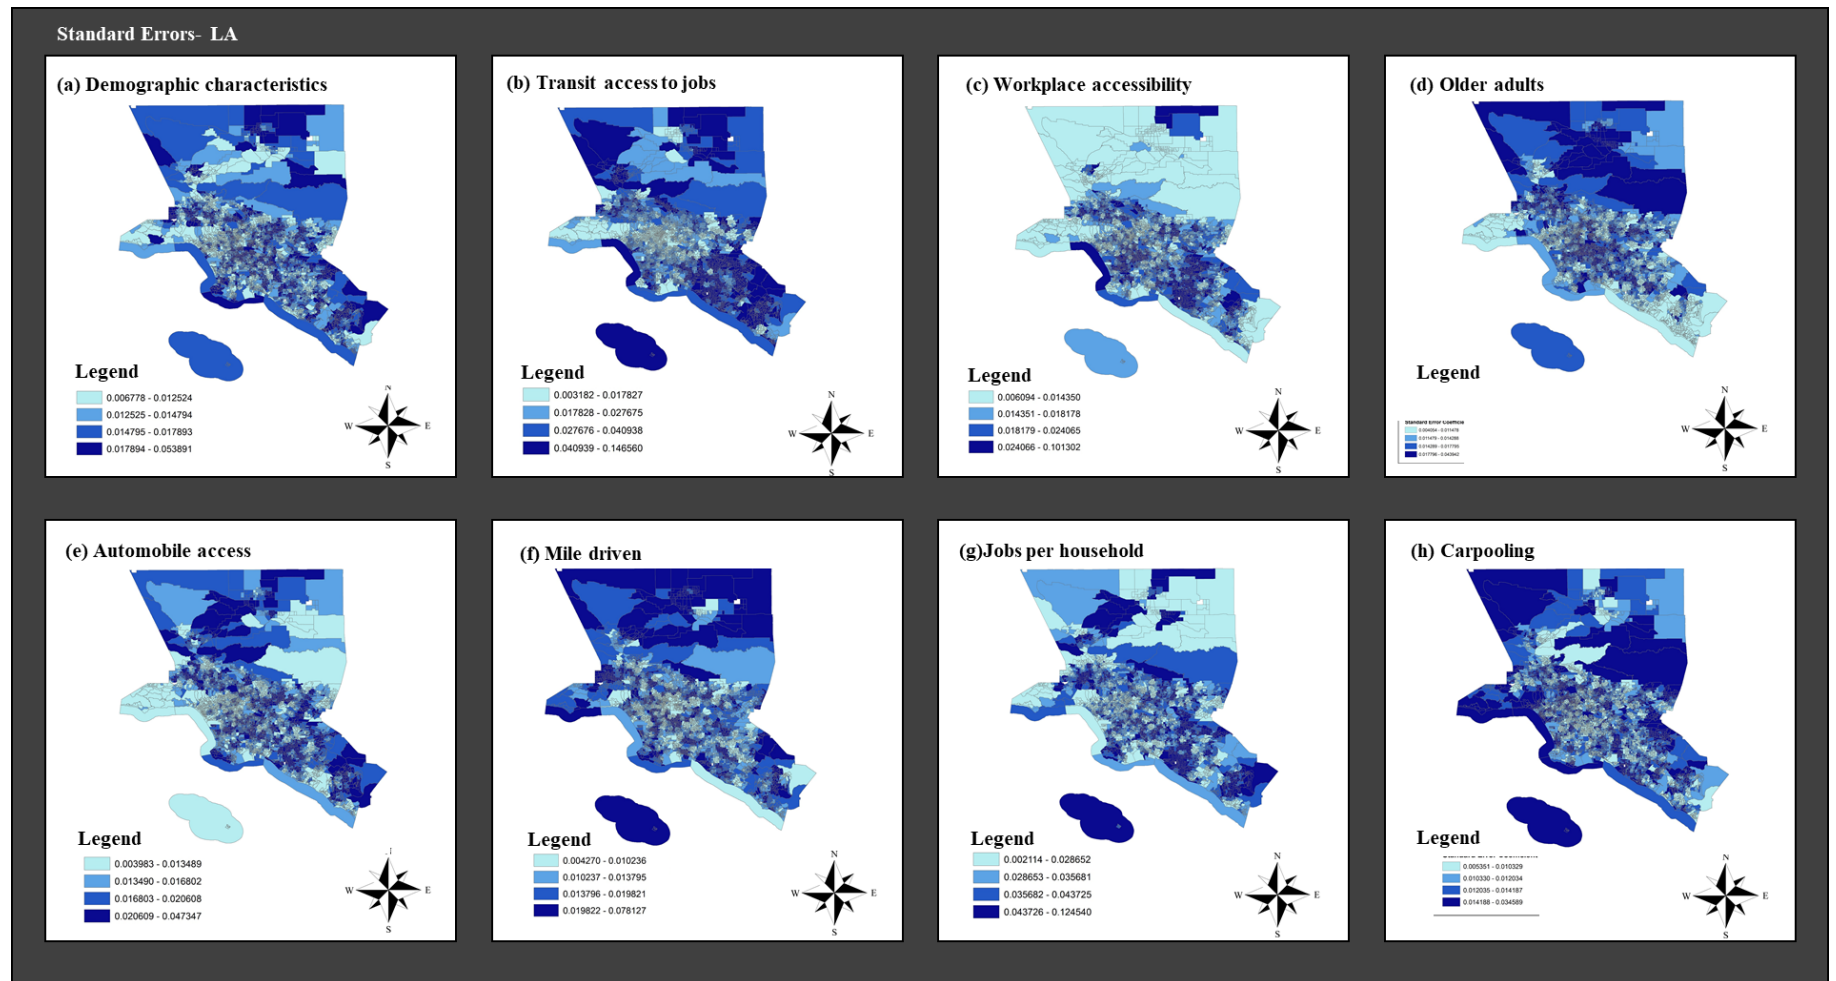 Standard Errors- LA
(a) Demographic characteristics
N
W
E
S
Legend
0.006778 - 0.012524
0.012525 - 0.014794
0.014795 - 0.017893
0.017894 - 0.053891
(b) Transit access to jobs
N
W
E
S
Legend
0.003182 - 0.017827
0.017828 - 0.027675
0.027676 - 0.040938
0.040939 - 0.146560
(c) Workplace accessibility
N
W
E
S
Legend
0.006094 - 0.014350
0.014351 - 0.018178
0.018179 - 0.024065
0.024066 - 0.101302
(d) Older adults
N
W
E
S
Legend
Standard Error
(e) Automobile access
W
E
S
Legend
0.003983 - 0.013489
0.013490 - 0.016802
0.016803 - 0.020608
0.020609 - 0.047347
(f) Mile driven
N
W
E
S
Legend
0.004270 - 0.010236
0.010237 - 0.013795
0.013796 - 0.019821
0.019822 - 0.078127
(g)Jobs per household
N
W
E
S
Legend
0.002114 - 0.028652
0.028653 - 0.035681
0.035682 - 0.043725
0.043726 - 0.124540
(h) Carpooling
N
W
E
S
Legend
0.005351 - 0.010329
0.010330 - 0.012034
0.012035 - 0.014187
0.014188 - 0.034589